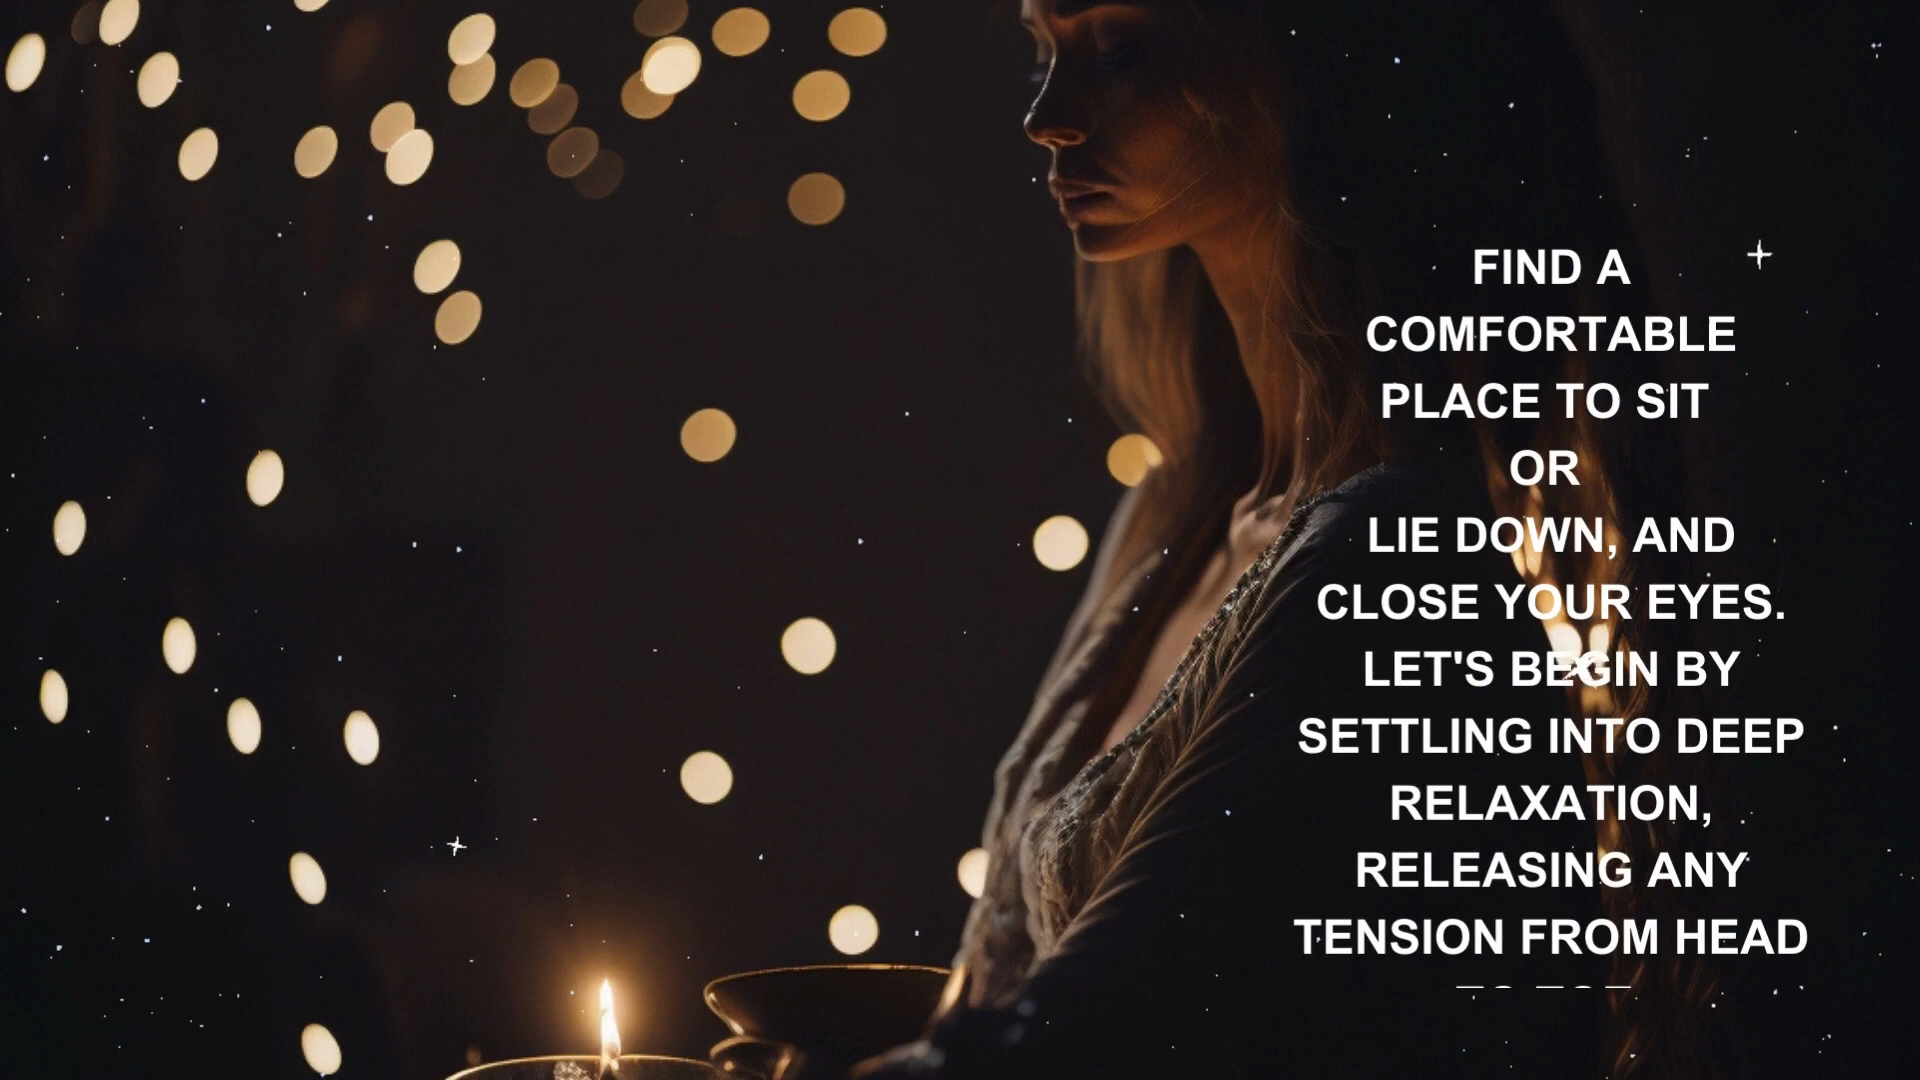 FIND A
COMFORTABLE
PLACE TO SIT
OR
LIE DOWN, AND
CLOSE YOUR EYES.
LET'S BEGIN BY
SETTLING INTO DEEP
RELAXATION,
RELEASING ANY
TENSION FROM HEAD